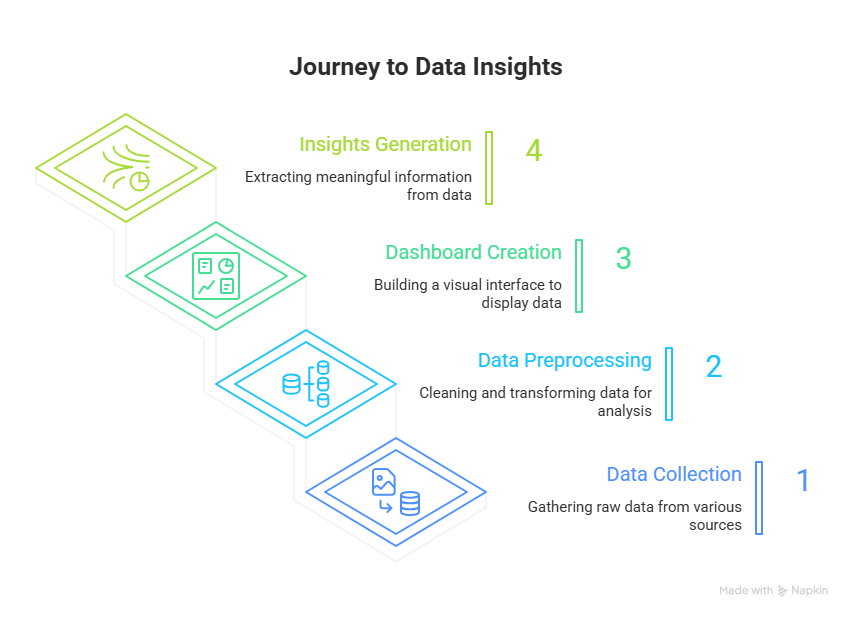 Journey to Data Insights
Insights Generation
4
Extracting meaningful information
from data
Dashboard Creation
3
Building a visual interface to
display data
Data Preprocessing
2
Cleaning and transforming data for
analysis
Data Collection
1
Gathering raw data from various
sources
Made with Napkin